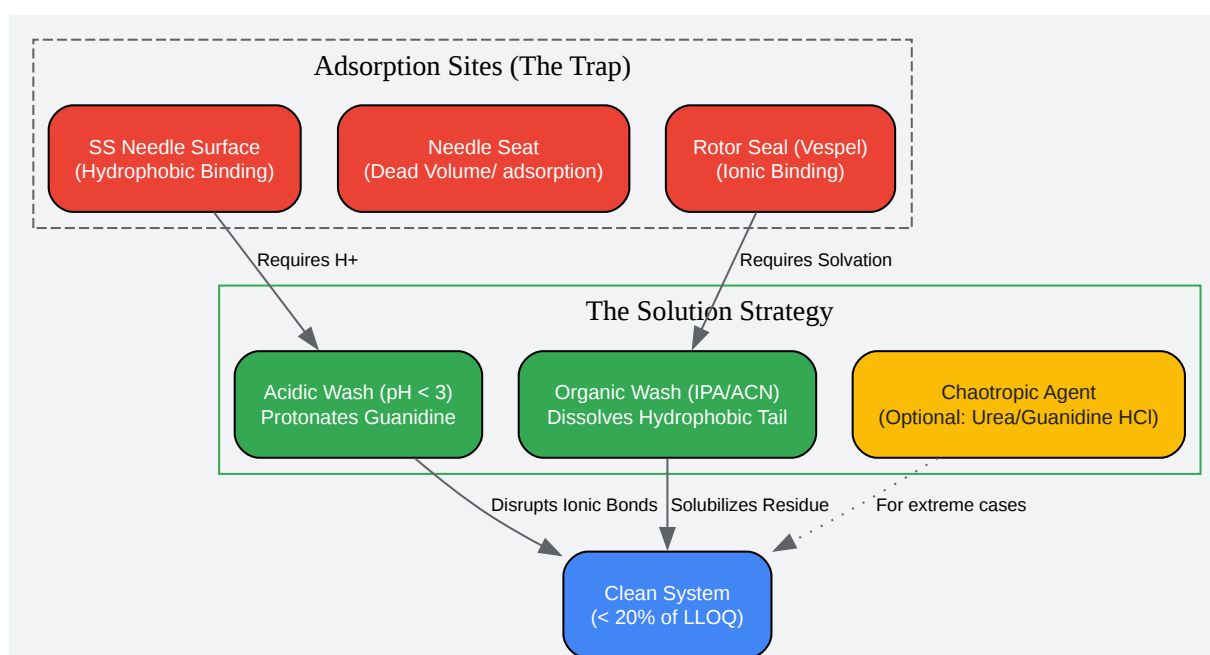 Adsorption Sites (The Trap)
SS Needle Surface
(Hydrophobic Binding)
Needle Seat
(Dead Volume/ adsorption)
Rotor Seal (Vespel)
(Ionic Binding)
Requires H+
Requires Solvation
The Solution Strategy
Acidic Wash (pH < 3)
Protonates Guanidine
Organic Wash (IPA/ACN)
Dissolves Hydrophobic Tail
Chaotropic Agent
(Optional: Urea/Guanidine HCl)
Disrupts Ionic Bonds
Solubilizes Residue
For extreme cases
Clean System
(< 20% of LLOQ)